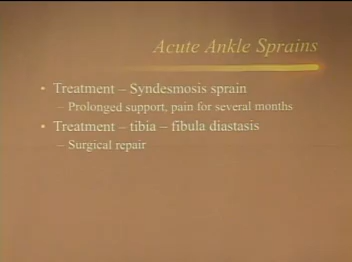 Acute Ankle Sprains
• Treatment – Syndesmosis sprain
– Prolonged support, pain for several months
• Treatment – tibia – fibula diastasis
– Surgical repair